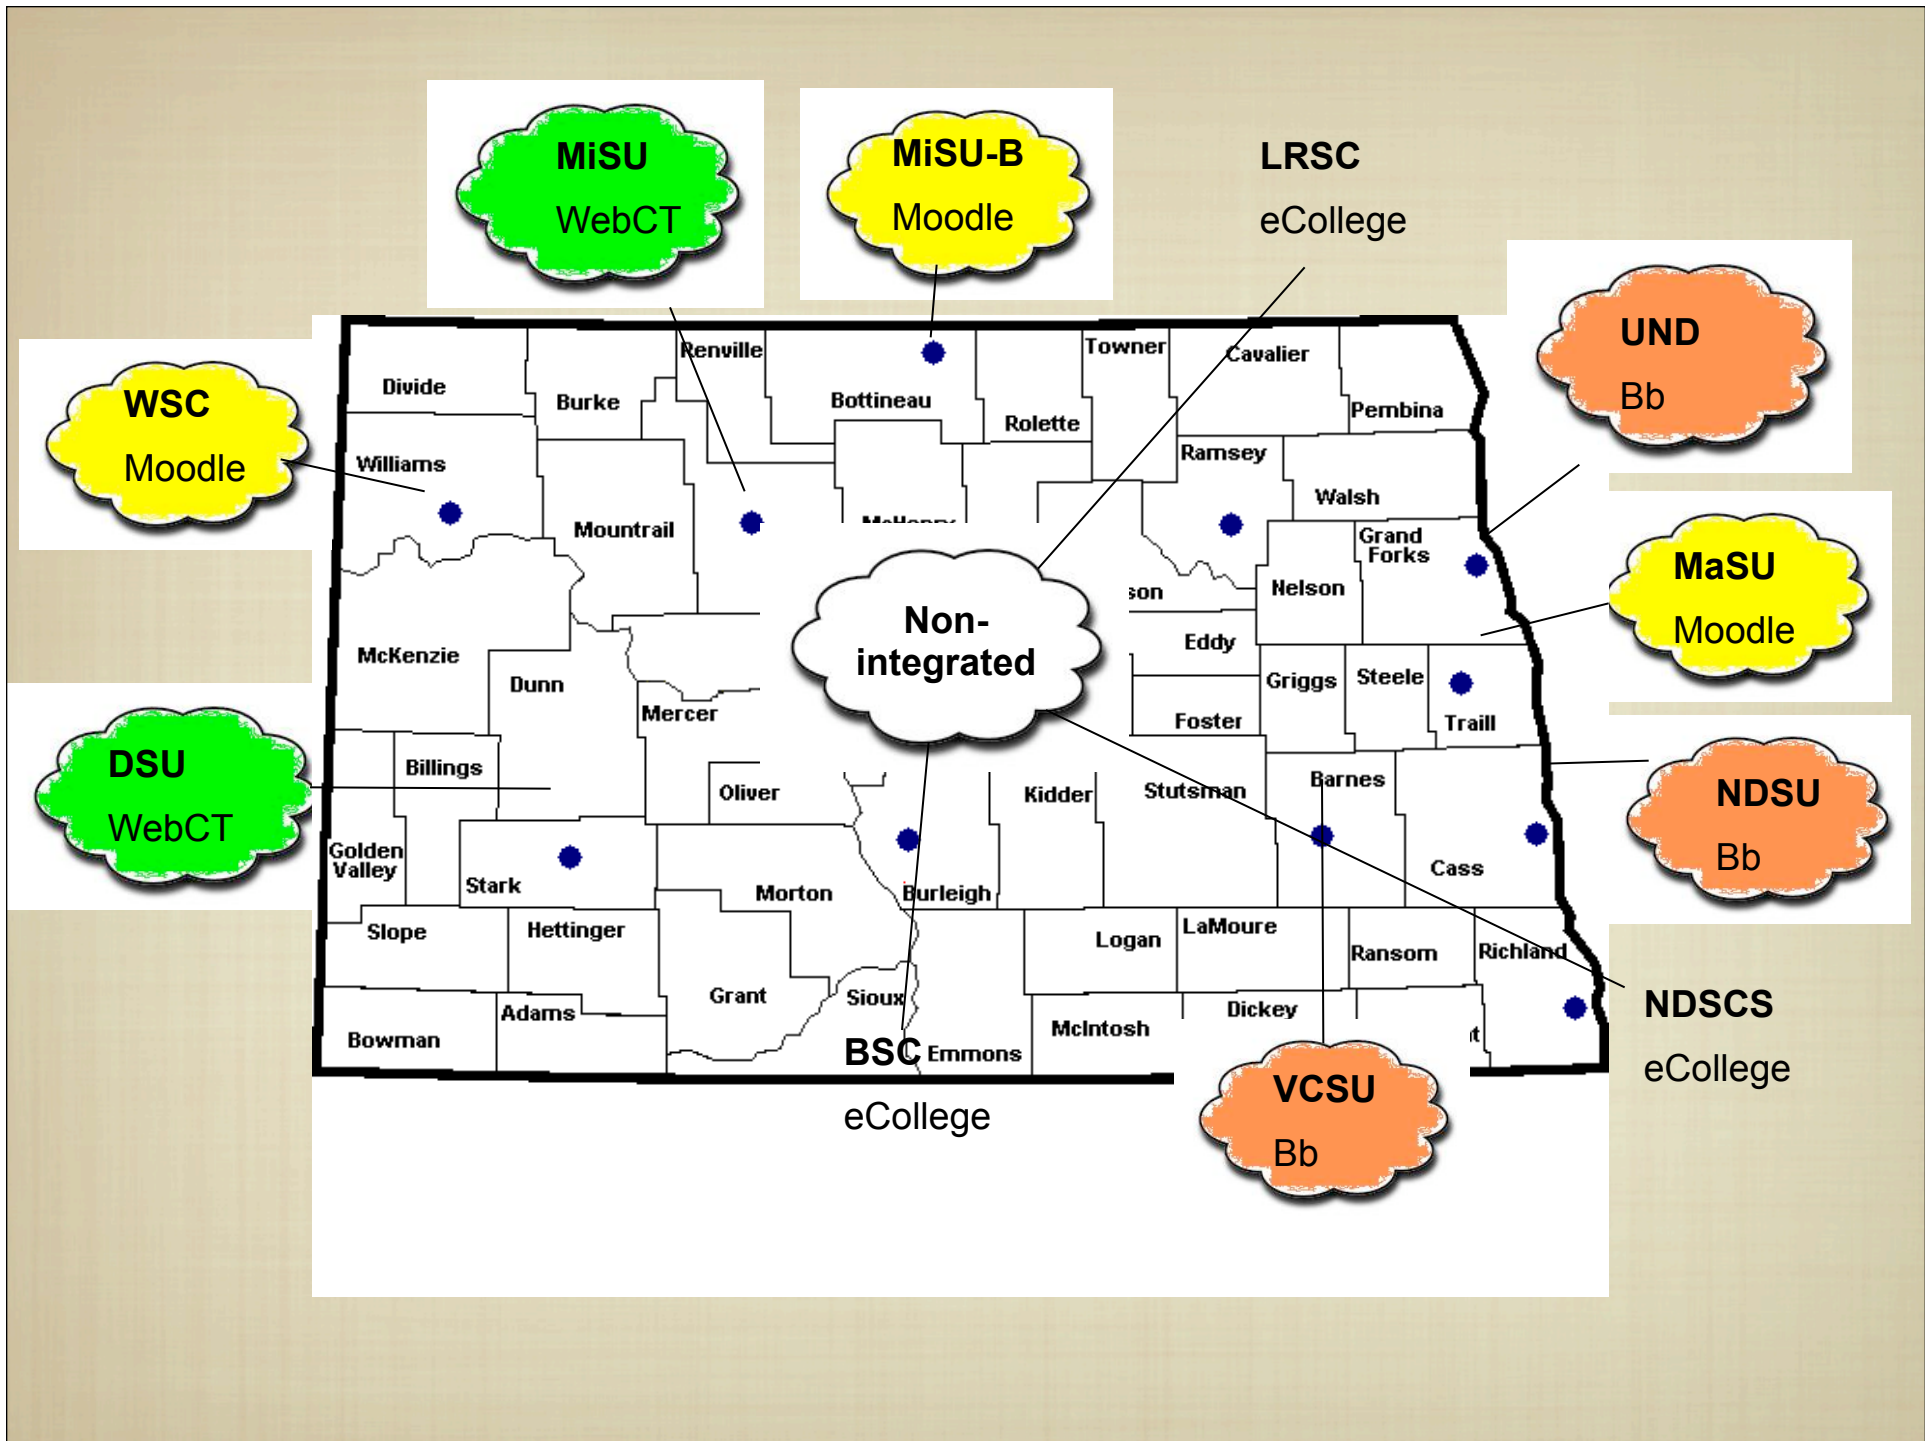 MiSU
WebCT
MiSU-B
Moodle
LRSC
eCollege
UND
Bb
WSC
Moodle
MaSU
Moodle
DSU
WebCT
NDSU
Bb
NDSCS
eCollege
BSC
eCollege
VCSU
Bb
Non-
integrated
Divide
Burke
Renville
Bottineau
Rolette
Towner
Cavalier
Pembina
Williams
Mountrail
McHenry
Ramsey
Walsh
Grand
Forks
Nelson
son
Eddy
McKenzie
Dunn
Mercer
Foster
Griggs
Steele
Traill
Billings
Oliver
Kidder
Stutsman
Barnes
Cass
Golden
Valley
Stark
Morton
Burleigh
Slope
Hettinger
Grant
Sioux
Logan
LaMoure
Ransom
Richland
Bowman
Adams
Emmons
McIntosh
Dickey
t